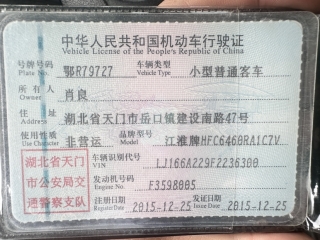 中华人民共和国机动车行驶证
Vehicle License of the People's Republic of China
号牌号码 Plate No. 鄂R79727 车辆类型 Vehicle Type 小型普通客车
所有人 Owner 肖良
住址 Address 湖北省天门市岳口镇建设南路47号
使用性质 Use Character 非营运 品牌型号 Model 江淮牌HFC6460RA1C7V
湖北省天门
市公安局交
通警察支队
车辆识别代号 VIN LJ166A229F2236300
发动机号码 Engine No. F3598005
注册日期 Register Date 2015-12-25 发证日期 Issue Date 2015-12-25